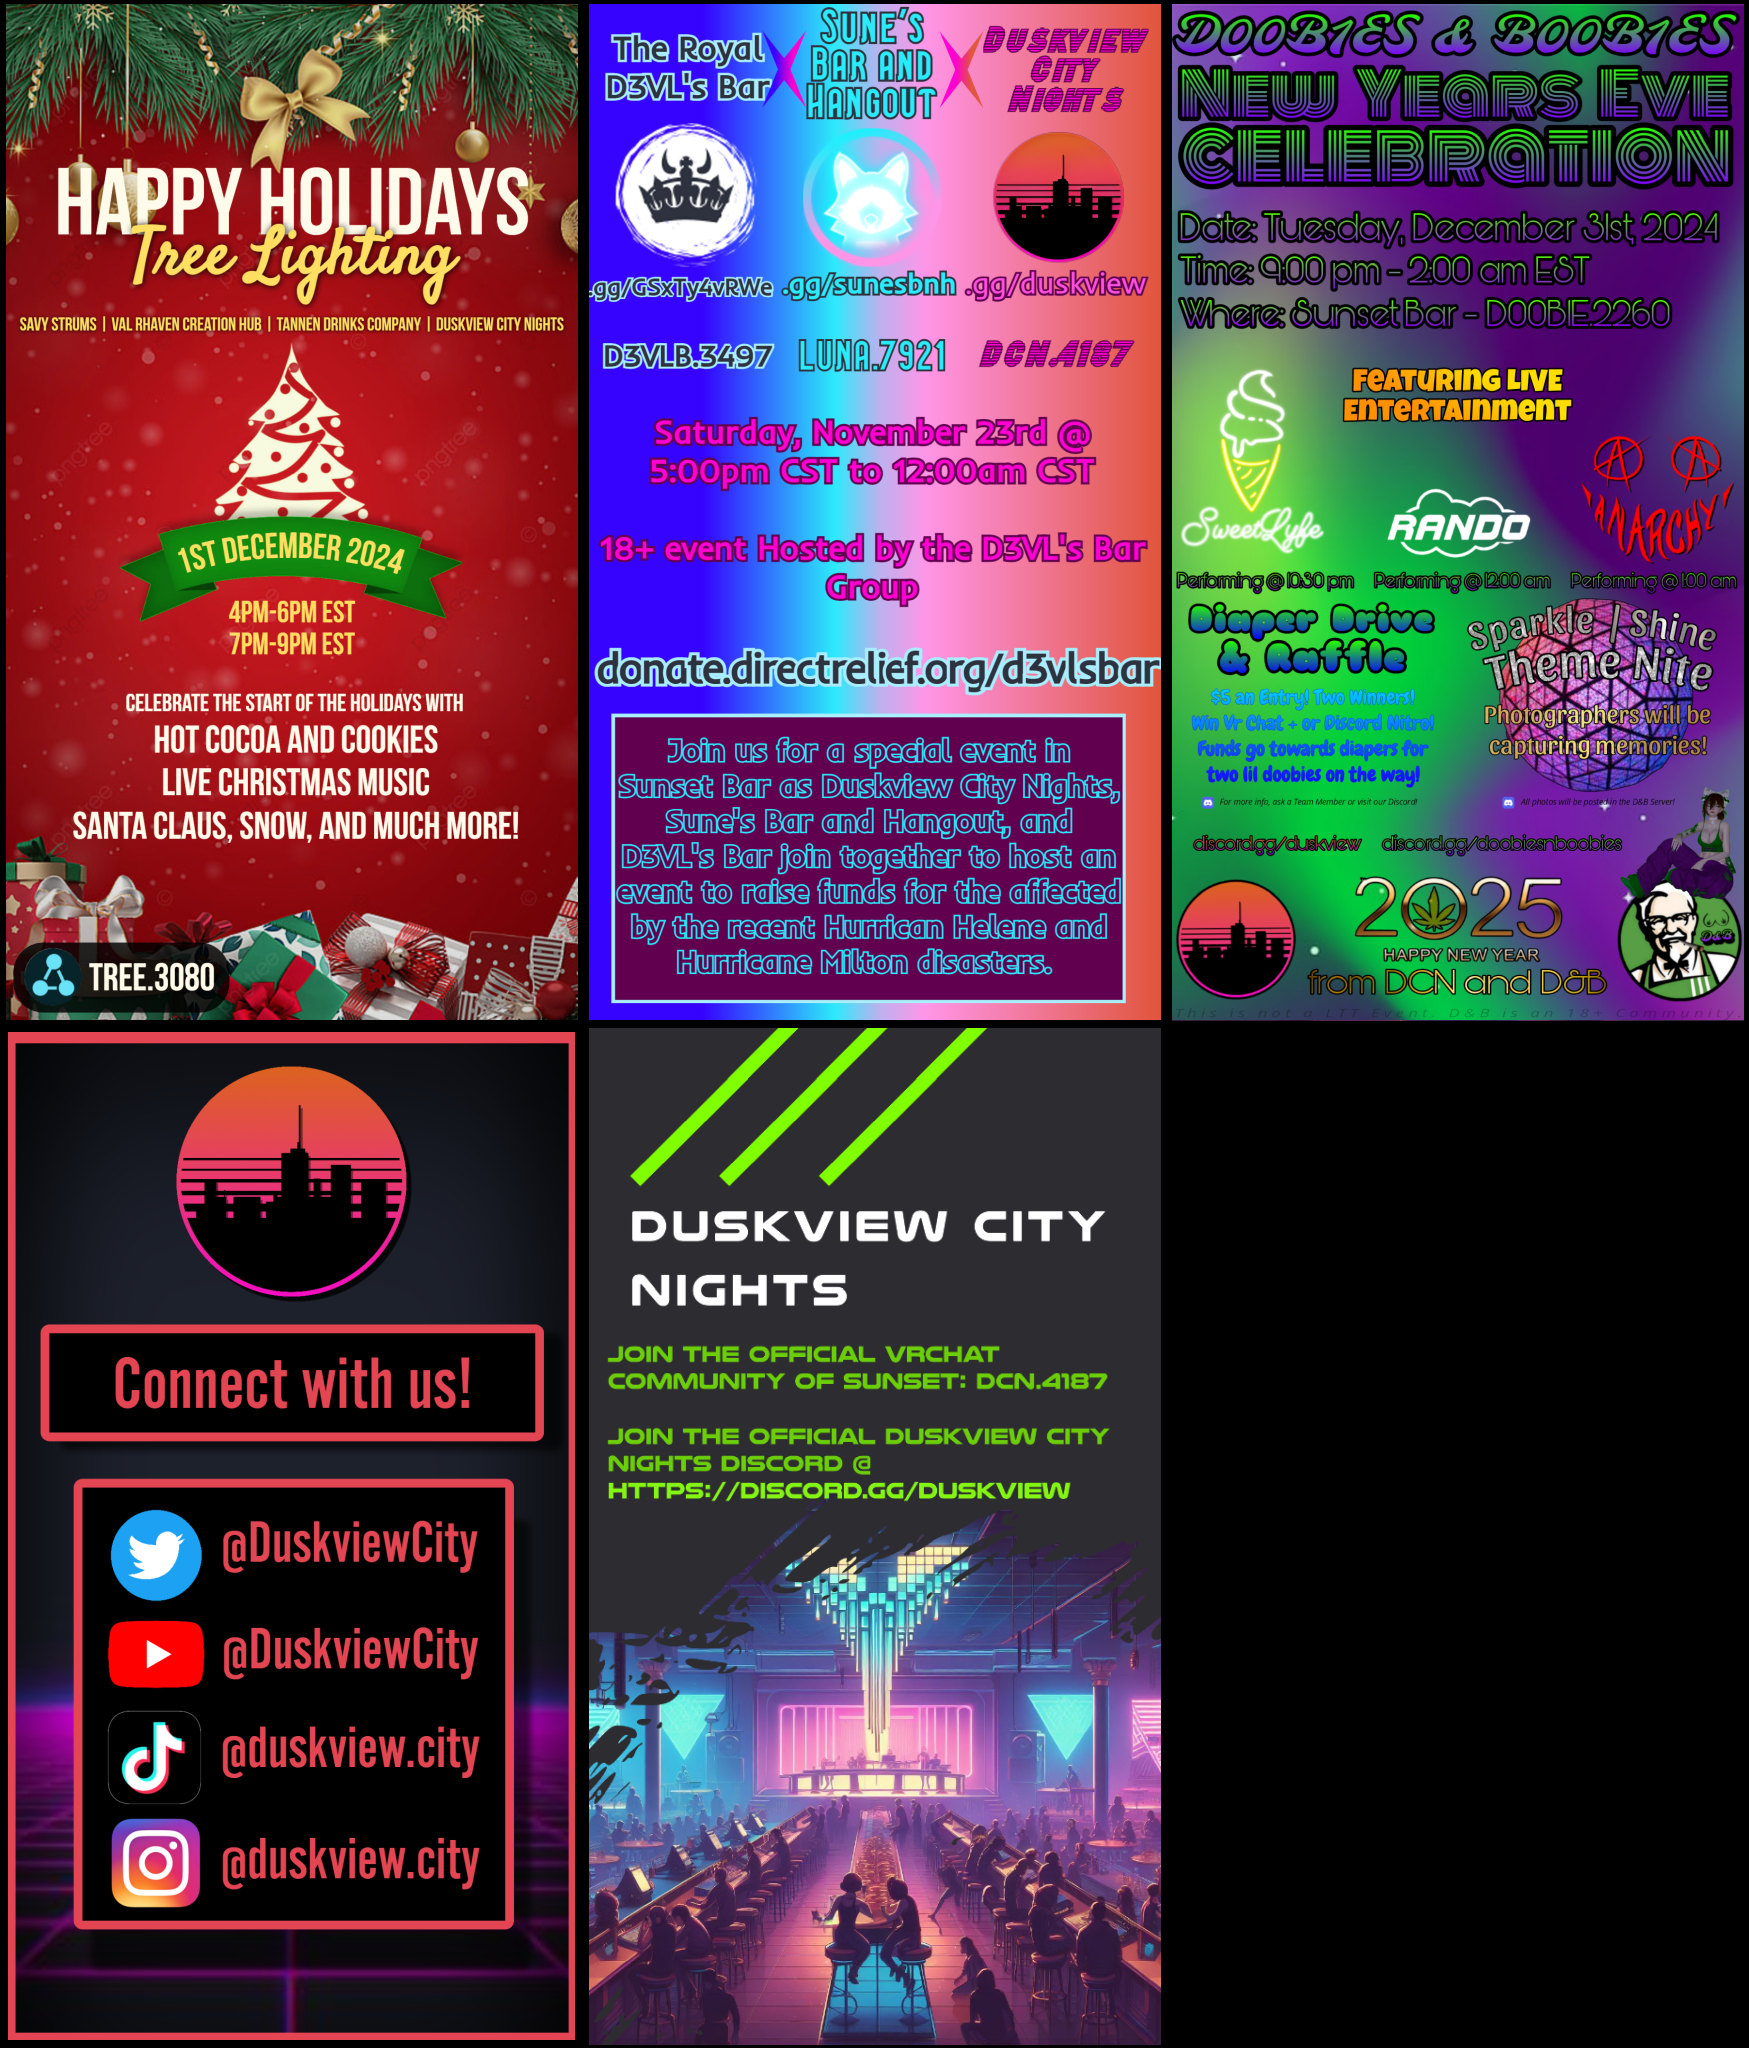 HAPPY HOLIDAYS
Tree Lighting
SAVY STRUMS | VAL RHAVEN CREATION HUB | TANNEN DRINKS COMPANY | DUSKVIEW CITY NIGHTS
1ST DECEMBER 2024
4PM-6PM EST
7PM-9PM EST
CELEBRATE THE START OF THE HOLIDAYS WITH
HOT COCOA AND COOKIES
LIVE CHRISTMAS MUSIC
SANTA CLAUS, SNOW, AND MUCH MORE!
TREE.3080
The Royal
D3VL's Bar
SUNE'S
BAR AND
HANGOUT
DUSKVIEW
CITY
NIGHTS
.gg/GSxTy4vRWe
.gg/sunesbnh
.gg/duskview
D3VLB.3497
LUNA.7921
DCN.4187
Saturday, November 23rd @
5:00pm CST to 12:00am CST
18+ event Hosted by the D3VL's Bar
Group
donate.directrelief.org/d3vlsbar
Join us for a special event in
Sunset Bar as Duskview City Nights,
Sune's Bar and Hangout, and
D3VL's Bar join together to host an
event to raise funds for the affected
by the recent Hurrican Helene and
Hurricane Milton disasters.
D00B1ES & B00B1ES
New Years Eve
CELEBRATION
Date: Tuesday, December 31st, 2024
Time: 9:00 pm - 2:00 am EST
Where: Sunset Bar - D00BIE.2260
Featuring Live
Entertainment
SweetLyfe
RANDO
ANARCHY
Performing @ 10:30 pm
Performing @ 12:00 am
Performing @ 1:00 am
Diaper Drive
& Raffle
$5 an Entry! Two Winners!
Win Vr Chat + or Discord Nitro!
Funds go towards diapers for
two lil doobies on the way!
For more info, ask a Team Member or visit our Discord!
Sparkle | Shine
Theme Nite
Photographers will be
capturing memories!
All photos will be posted in the D&B Server!
discord.gg/duskview
discord.gg/doobiesnboobies
2025
HAPPY NEW YEAR
from DCN and D&B
D&B
This is not a LTT Event. D&B is an 18+ Community
Connect with us!
@DuskviewCity
@DuskviewCity
@duskview.city
@duskview.city
DUSKVIEW CITY
NIGHTS
JOIN THE OFFICIAL VRCHAT
COMMUNITY OF SUNSET: DCN.4187
JOIN THE OFFICIAL DUSKVIEW CITY
NIGHTS DISCORD @
HTTPS://DISCORD.GG/DUSKVIEW